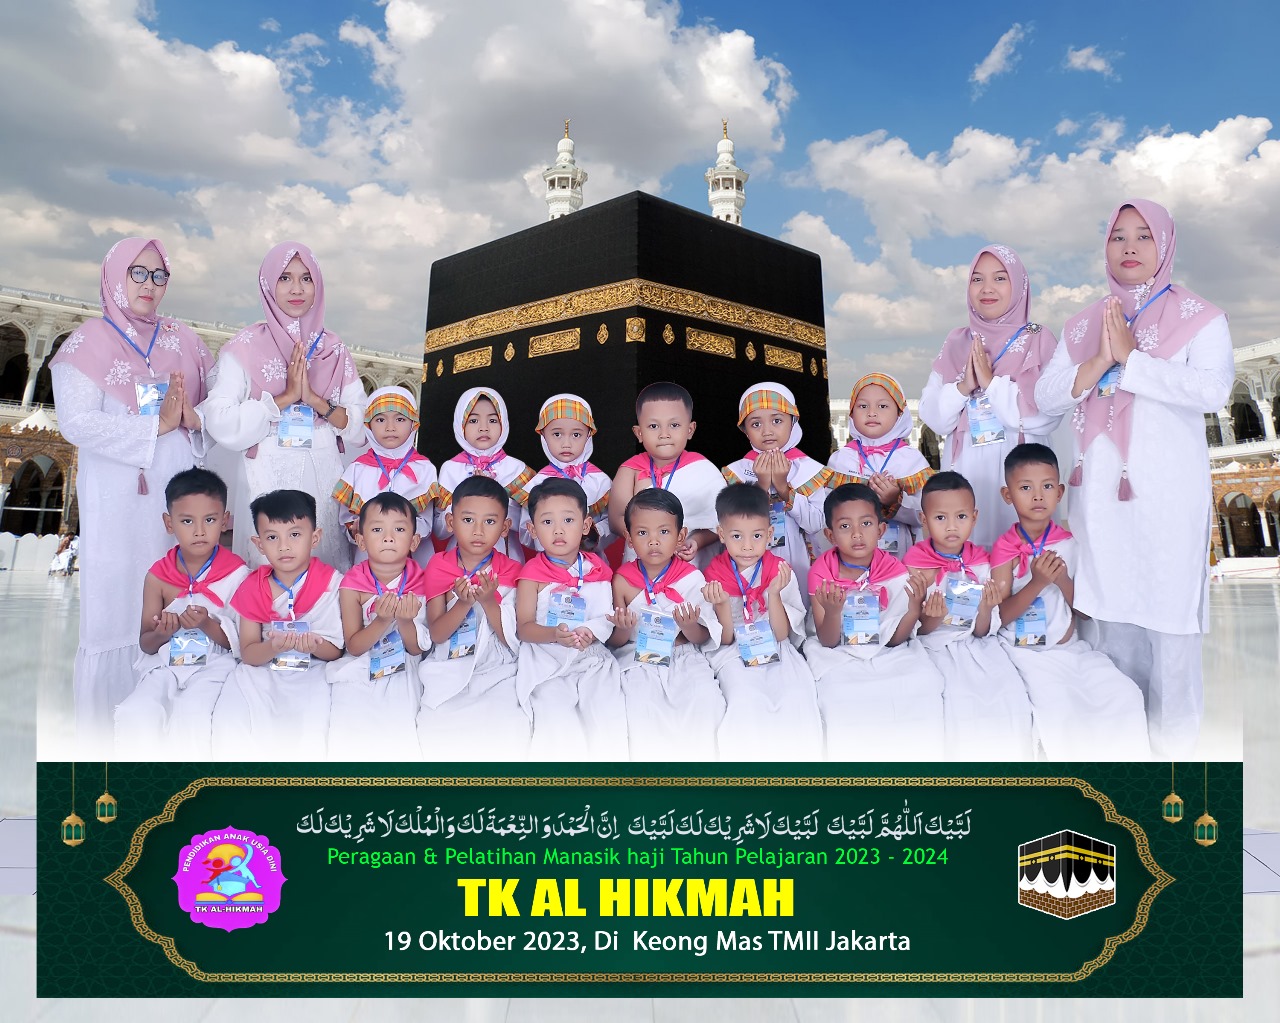 لَبَّيْكَ اَللّٰهُمَّ لَبَّيْكَ لَبَّيْكَ لَا شَرِيْكَ لَكَ لَبَّيْكَ اِنَّ الْحَمْدَ وَ النِّعْمَةَ لَكَ وَالْمُلْكَ لَا شَرِيْكَ لَكَ
Peragaan & Pelatihan Manasik haji Tahun Pelajaran 2023 - 2024
TK AL HIKMAH
19 Oktober 2023, Di Keong Mas TMII Jakarta
PENDIDIKAN ANAK USIA DINI
TK AL-HIKMAH